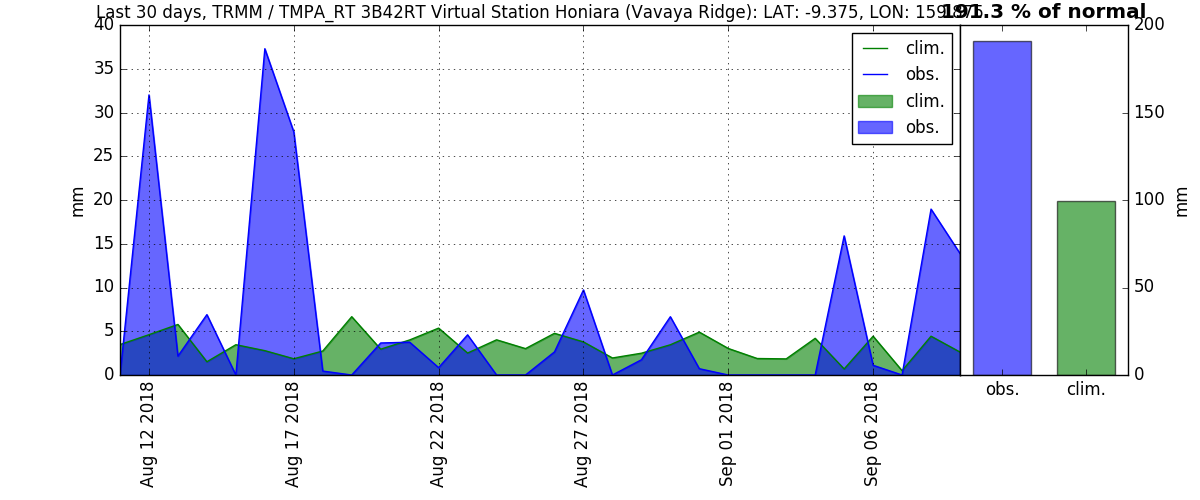 Last 30 days, TRMM / TMPA_RT 3B42RT Virtual Station Honiara (Vavaya Ridge): LAT: -9.375, LON:
191.3 % of normal
40
35
30
25
20
15
10
5
0
mm
clim.
obs.
clim.
obs.
Aug 12 2018
Aug 17 2018
Aug 22 2018
Aug 27 2018
Sep 01 2018
Sep 06 2018
200
150
100
50
0
mm
obs.
clim.